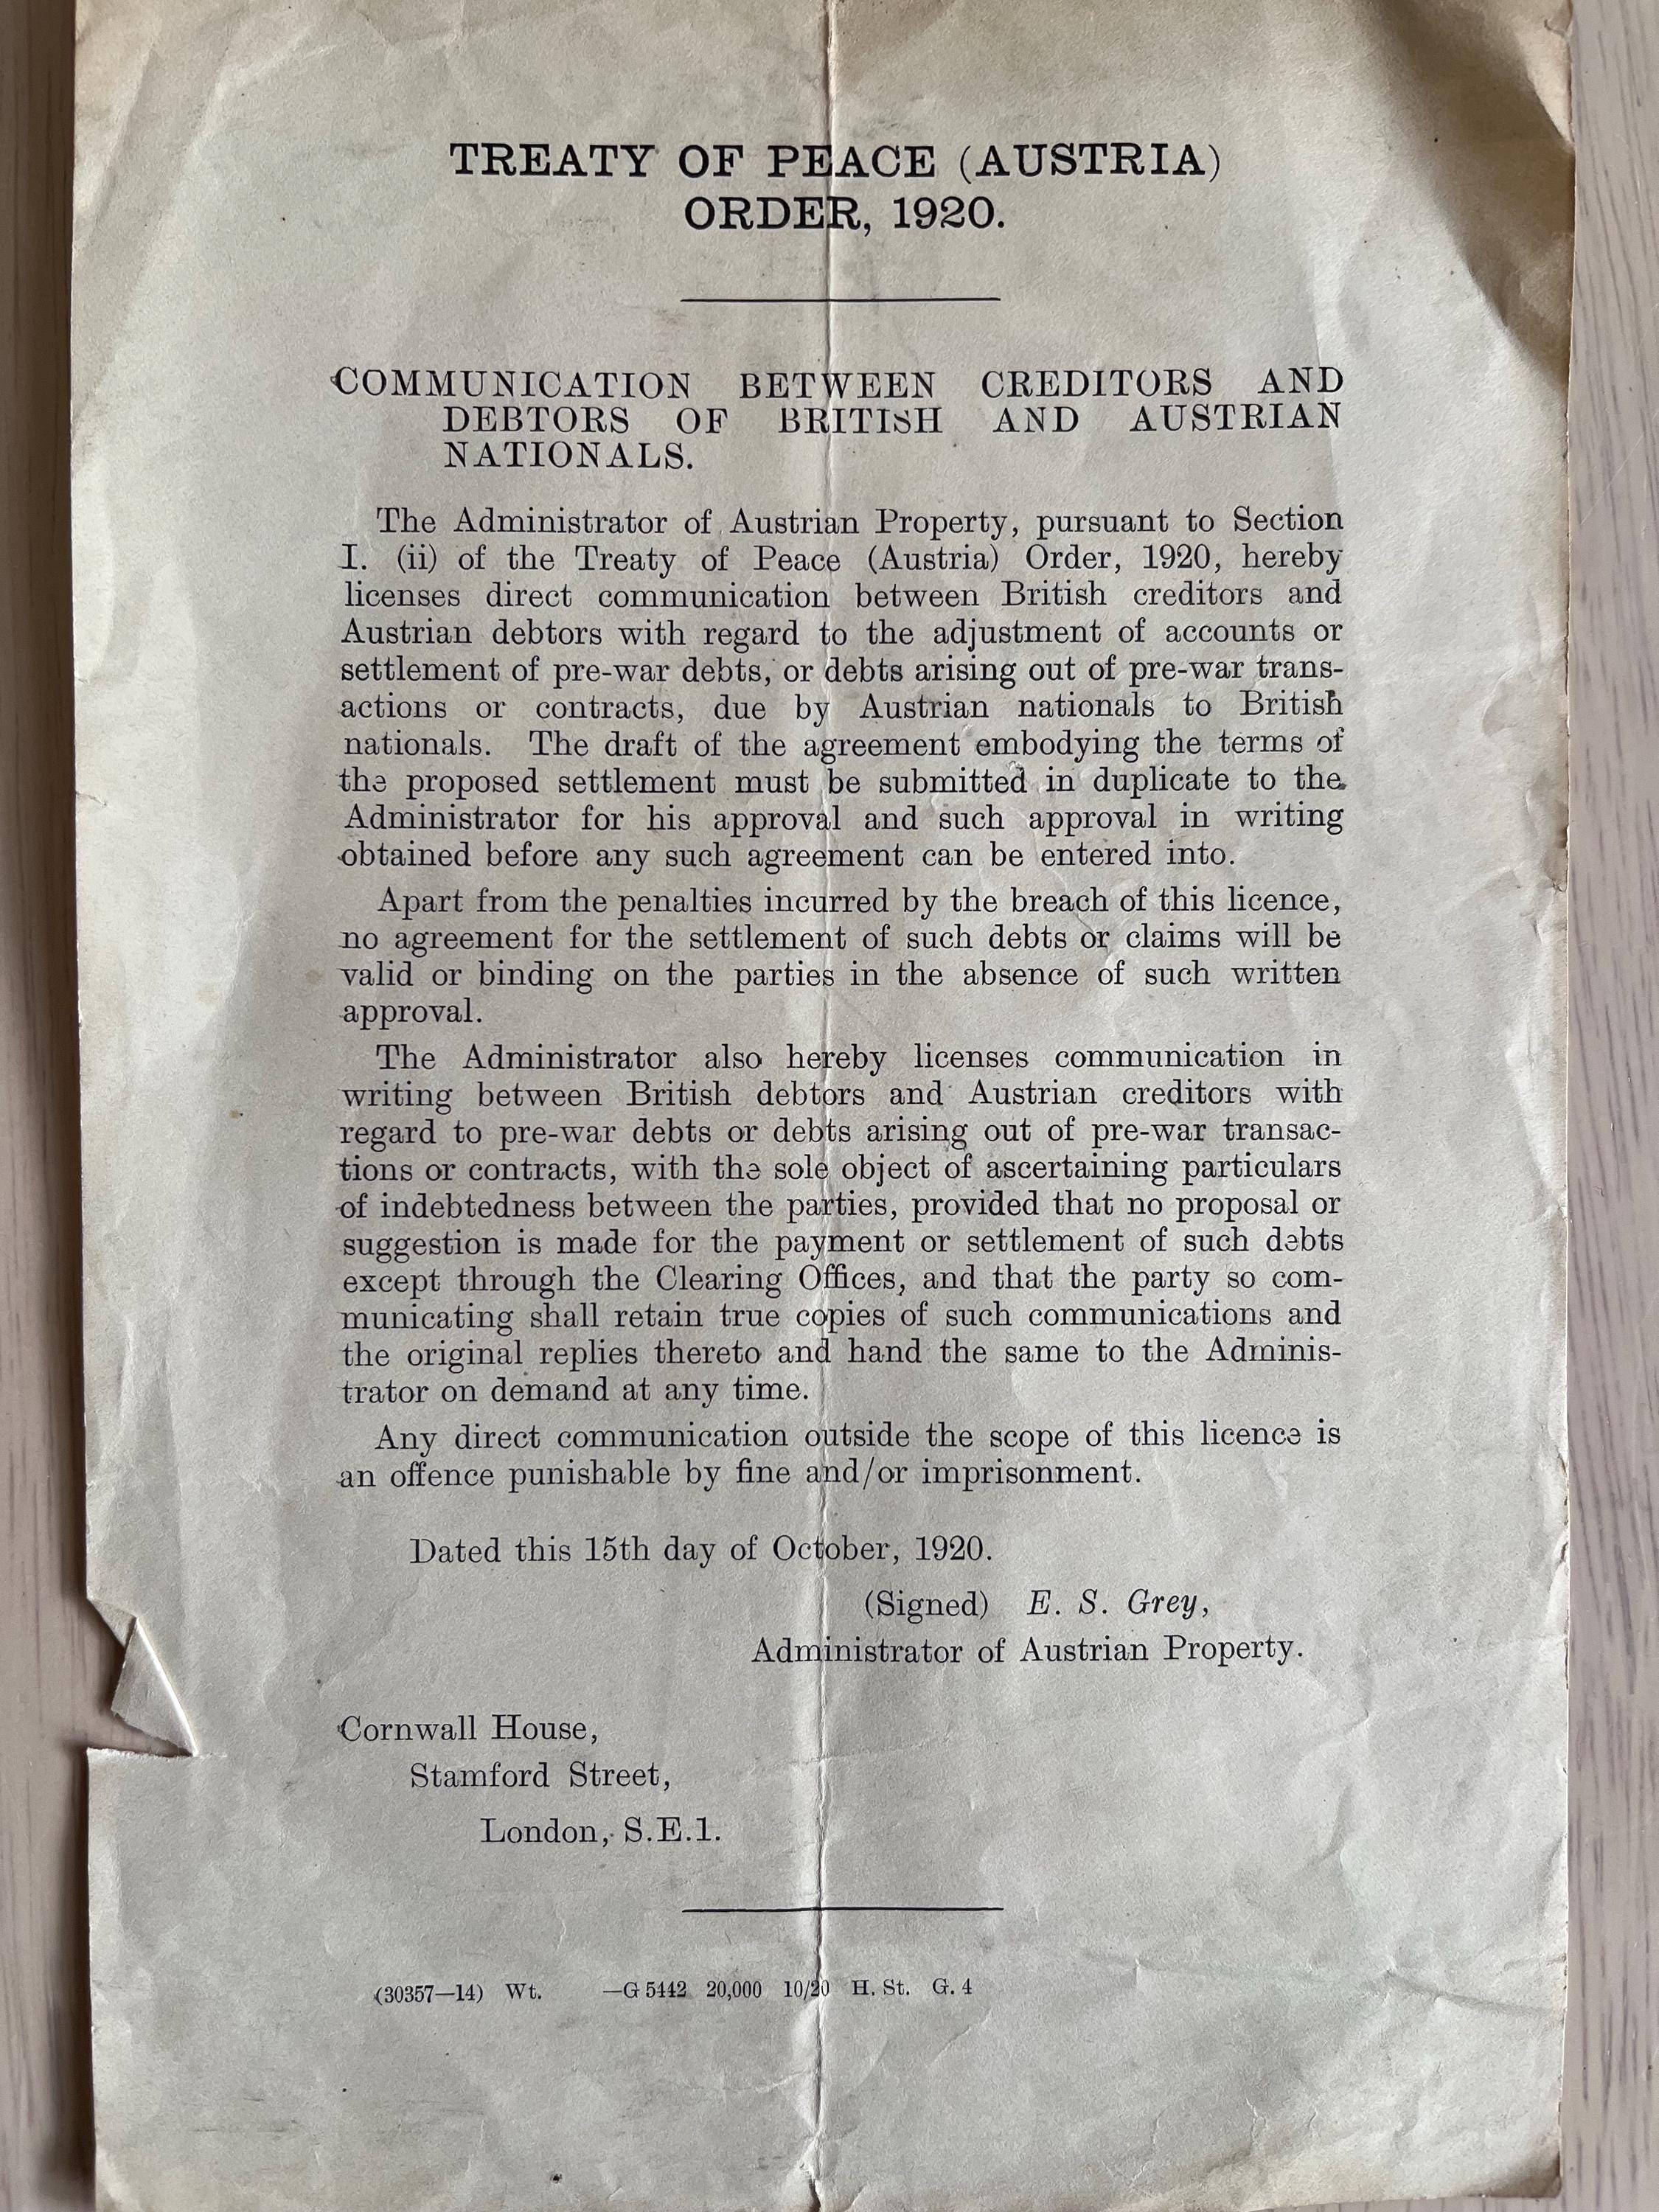 TREATY OF PEACE (AUSTRIA)
ORDER, 1920.
COMMUNICATION BETWEEN CREDITORS AND
DEBTORS OF BRITISH AND AUSTRIAN
NATIONALS.
The Administrator of Austrian Property, pursuant to Section
I. (ii) of the Treaty of Peace (Austria) Order, 1920, hereby
licenses direct communication between British creditors and
Austrian debtors with regard to the adjustment of accounts or
settlement of pre-war debts, or debts arising out of pre-war trans-
actions or contracts, due by Austrian nationals to British
nationals. The draft of the agreement embodying the terms of
the proposed settlement must be submitted in duplicate to the
Administrator for his approval and such approval in writing
obtained before any such agreement can be entered into.
Apart from the penalties incurred by the breach of this licence,
no agreement for the settlement of such debts or claims will be
valid or binding on the parties in the absence of such written
approval.
The Administrator also hereby licenses communication in
writing between British debtors and Austrian creditors with
regard to pre-war debts or debts arising out of pre-war transac-
tions or contracts, with the sole object of ascertaining particulars
of indebtedness between the parties, provided that no proposal or
suggestion is made for the payment or settlement of such debts
except through the Clearing Offices, and that the party so com-
municating shall retain true copies of such communications and
the original replies thereto and hand the same to the Adminis-
trator on demand at any time.
Any direct communication outside the scope of this licence is
an offence punishable by fine and/or imprisonment.
Dated this 15th day of October, 1920.
(Signed) E. S. Grey,
Administrator of Austrian Property.
Cornwall House,
Stamford Street,
London, S.E.1.
(30357—14) Wt. —G 5442 20,000 10/20 H. St. G. 4